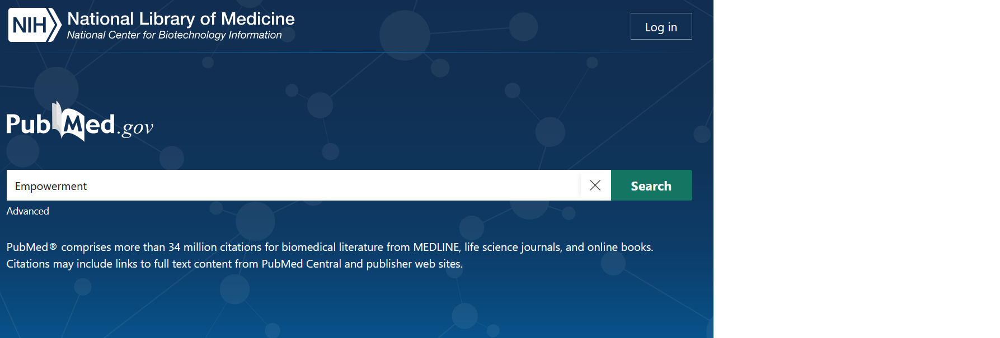 NIH National Library of Medicine
National Center for Biotechnology Information
Log in
PubMed.gov
Empowerment
Search
Advanced
PubMed® comprises more than 34 million citations for biomedical literature from MEDLINE, life science journals, and online books.
Citations may include links to full text content from PubMed Central and publisher web sites.